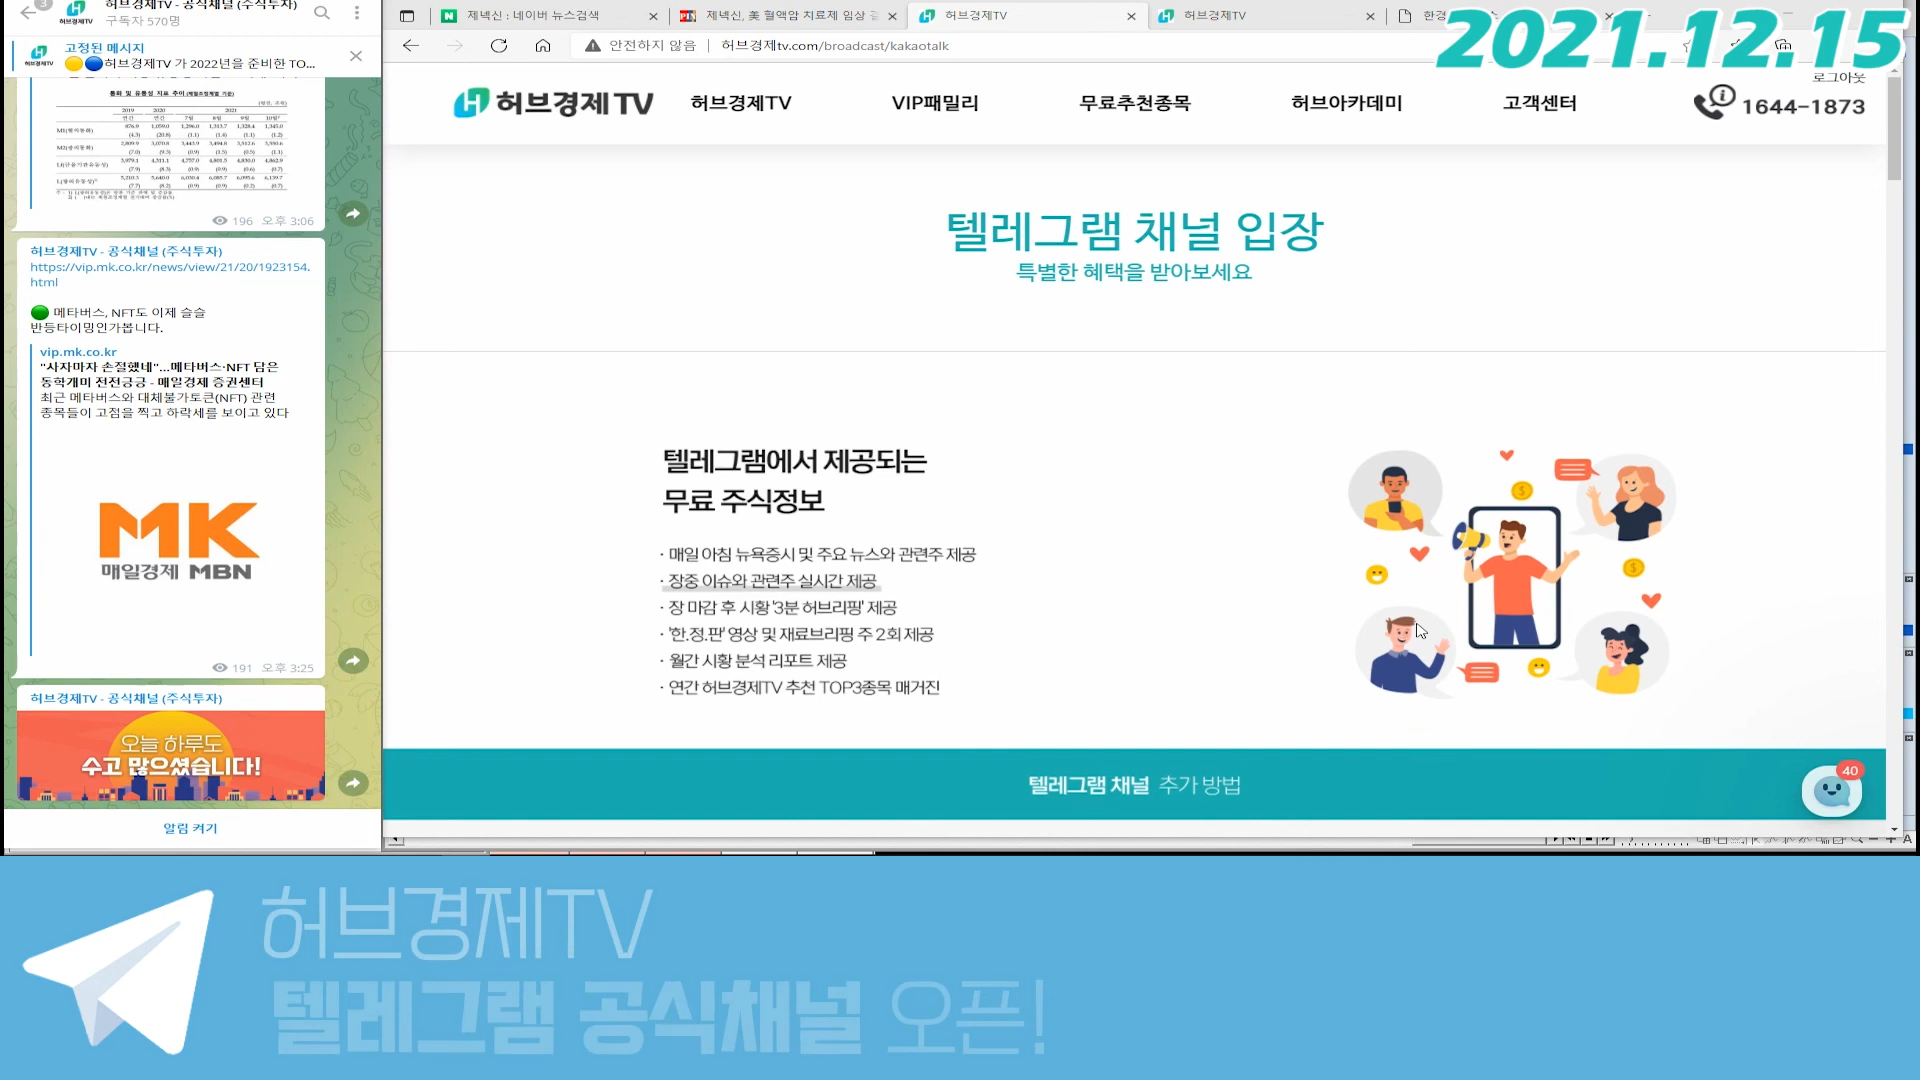 3
허브경제TV - 공식채널 (주식투자)
구독자 570명
고정된 메시지
허브경제TV 가 2022년을 준비한 TO...
통화 및 유동성 지표 추이 (계절조정계열 기준)
196 오후 3:06
허브경제TV - 공식채널 (주식투자)
https://vip.mk.co.kr/news/view/21/20/1923154.
html
메타버스, NFT도 이제 슬슬
반등타이밍인가봅니다.
vip.mk.co.kr
"사자마자 손절했네"...메타버스·NFT 담은
동학개미 전전긍긍 - 매일경제 증권센터
최근 메타버스와 대체불가토큰(NFT) 관련
종목들이 고점을 찍고 하락세를 보이고 있다
MK
매일경제 MBN
191 오후 3:25
허브경제TV - 공식채널 (주식투자)
오늘 하루도
수고 많으셨습니다!
알림 켜기
제넥신 : 네이버 뉴스검색
제넥신, 美 혈액암 치료제 임상
허브경제TV
허브경제TV
2021.12.15
안전하지 않음 | 허브경제tv.com/broadcast/kakaotalk
로그아웃
허브경제TV
허브경제TV
VIP패밀리
무료추천종목
허브아카데미
고객센터
1644-1873
텔레그램 채널 입장
특별한 혜택을 받아보세요
텔레그램에서 제공되는
무료 주식정보
· 매일 아침 뉴욕증시 및 주요 뉴스와 관련주 제공
· 장중 이슈와 관련주 실시간 제공
· 장 마감 후 시황 '3분 허브리핑' 제공
· '한.정.판' 영상 및 재료브리핑 주 2회 제공
· 월간 시황 분석 리포트 제공
· 연간 허브경제TV 추천 TOP3종목 매거진
텔레그램 채널 추가 방법
40
허브경제TV
텔레그램 공식채널 오픈!